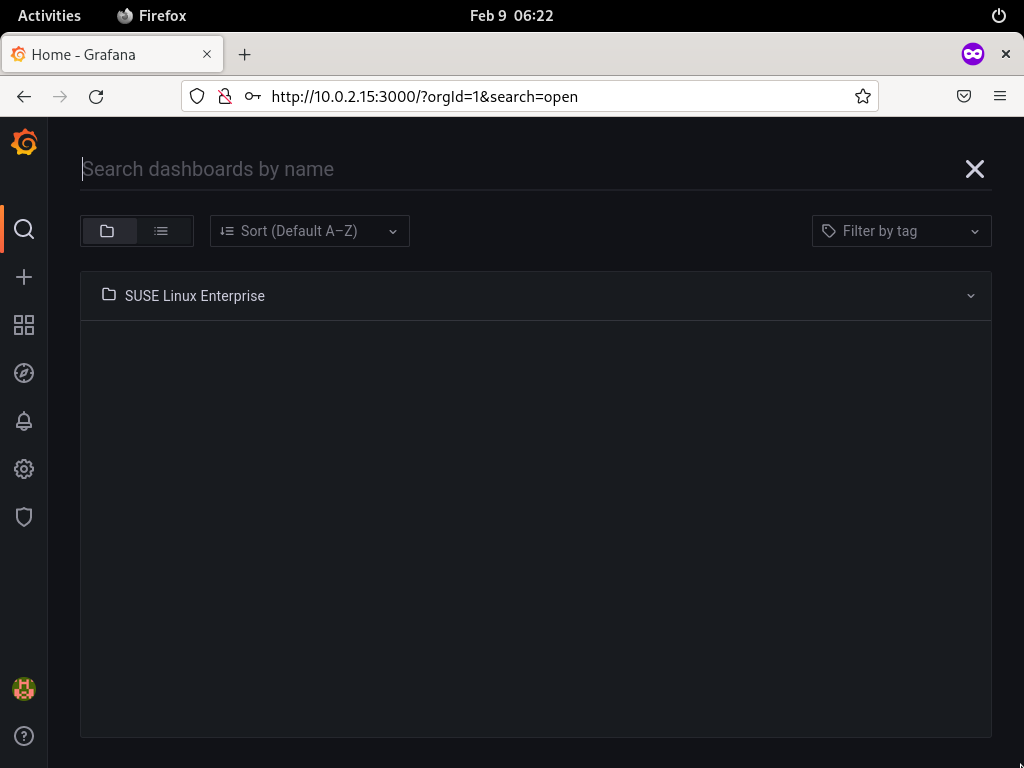 Activities Firefox Feb 9 06:22
Home - Grafana
http://10.0.2.15:3000/?orgId=1&search=open
Search dashboards by name
Sort (Default A–Z) Filter by tag
SUSE Linux Enterprise